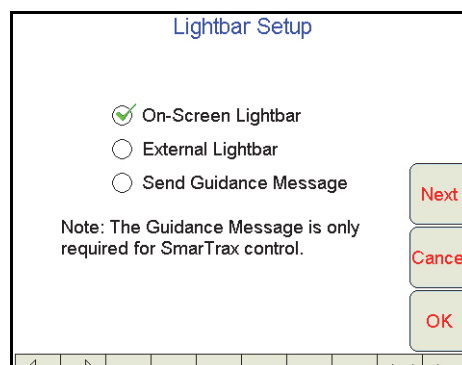 Lightbar Setup
On-Screen Lightbar
External Lightbar
Send Guidance Message
Note: The Guidance Message is only
required for SmarTrax control.
Next
Cance
OK